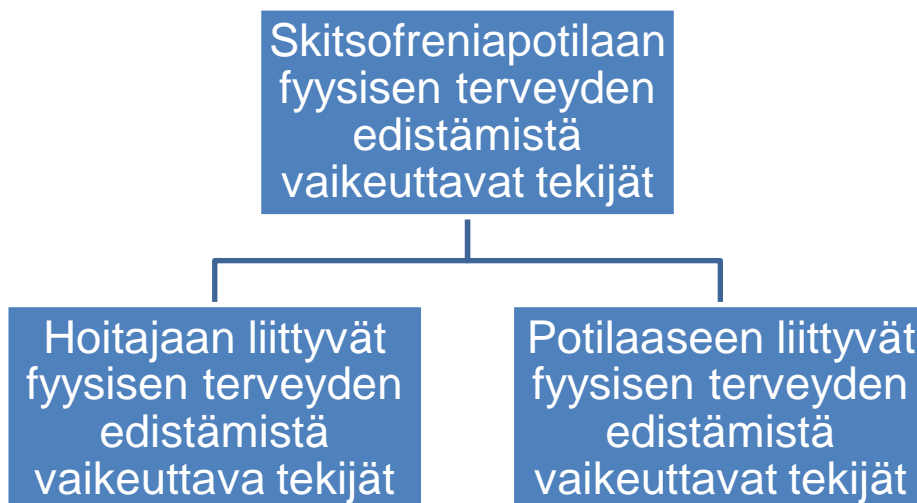 Skitsofreniapotilaan
fyysisen terveyden
edistämistä
vaikeuttavat tekijät
Hoitajaan liittyvät
fyysisen terveyden
edistämistä
vaikeuttava tekijät
Potilaaseen liittyvät
fyysisen terveyden
edistämistä
vaikeuttavat tekijät